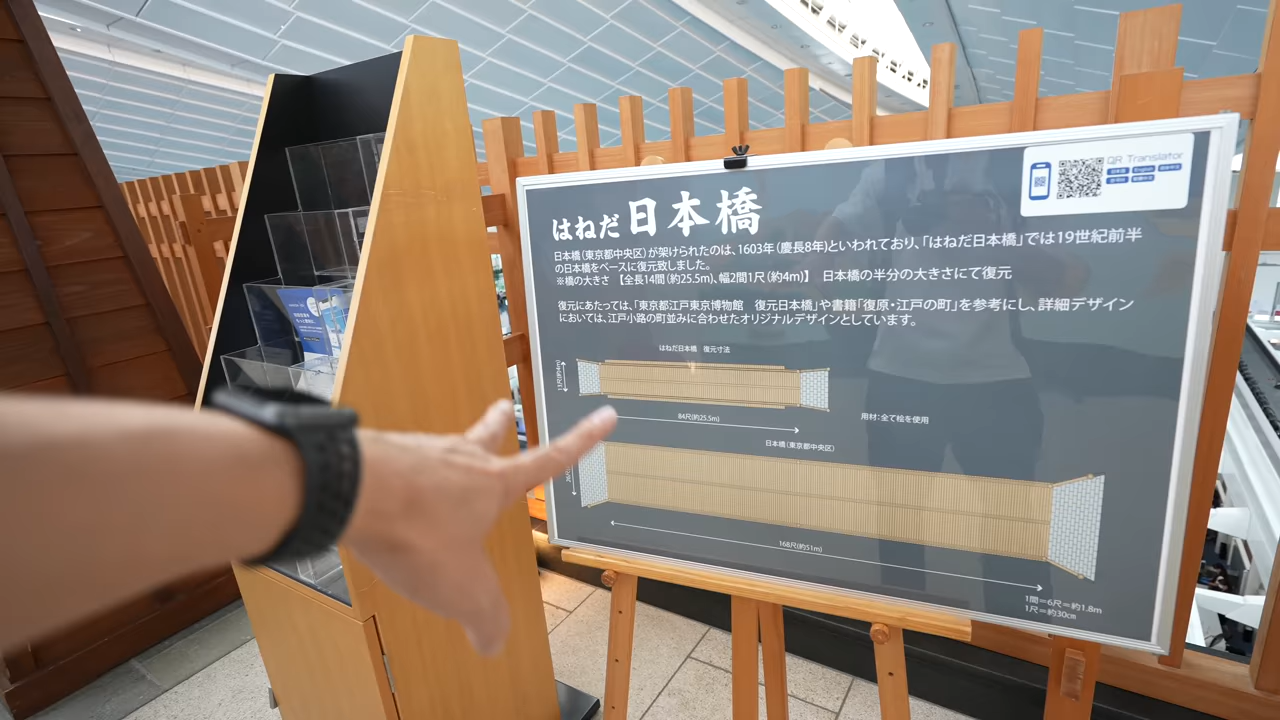 QR Translator
日本語 English
はねだ日本橋
日本橋(東京都中央区)が架けられたのは、1603年(慶長8年)といわれており、「はねだ日本橋」では19世紀前半
の日本橋をベースに復元致しました。
※橋の大きさ 【全長14間(約25.5m)、幅2間1尺(約4m)】 日本橋の半分の大きさにて復元
復元にあたっては、「東京都江戸東京博物館 復元日本橋」や書籍「復原・江戸の町」を参考にし、詳細デザイン
においては、江戸小路の町並みに合わせたオリジナルデザインとしています。
はねだ日本橋 復元寸法
13尺(約4m)
84尺(約25.5m)
用材:全て桧を使用
日本橋(東京都中央区)
168尺(約51m)
1間=6尺=約1.8m
1尺=約30cm